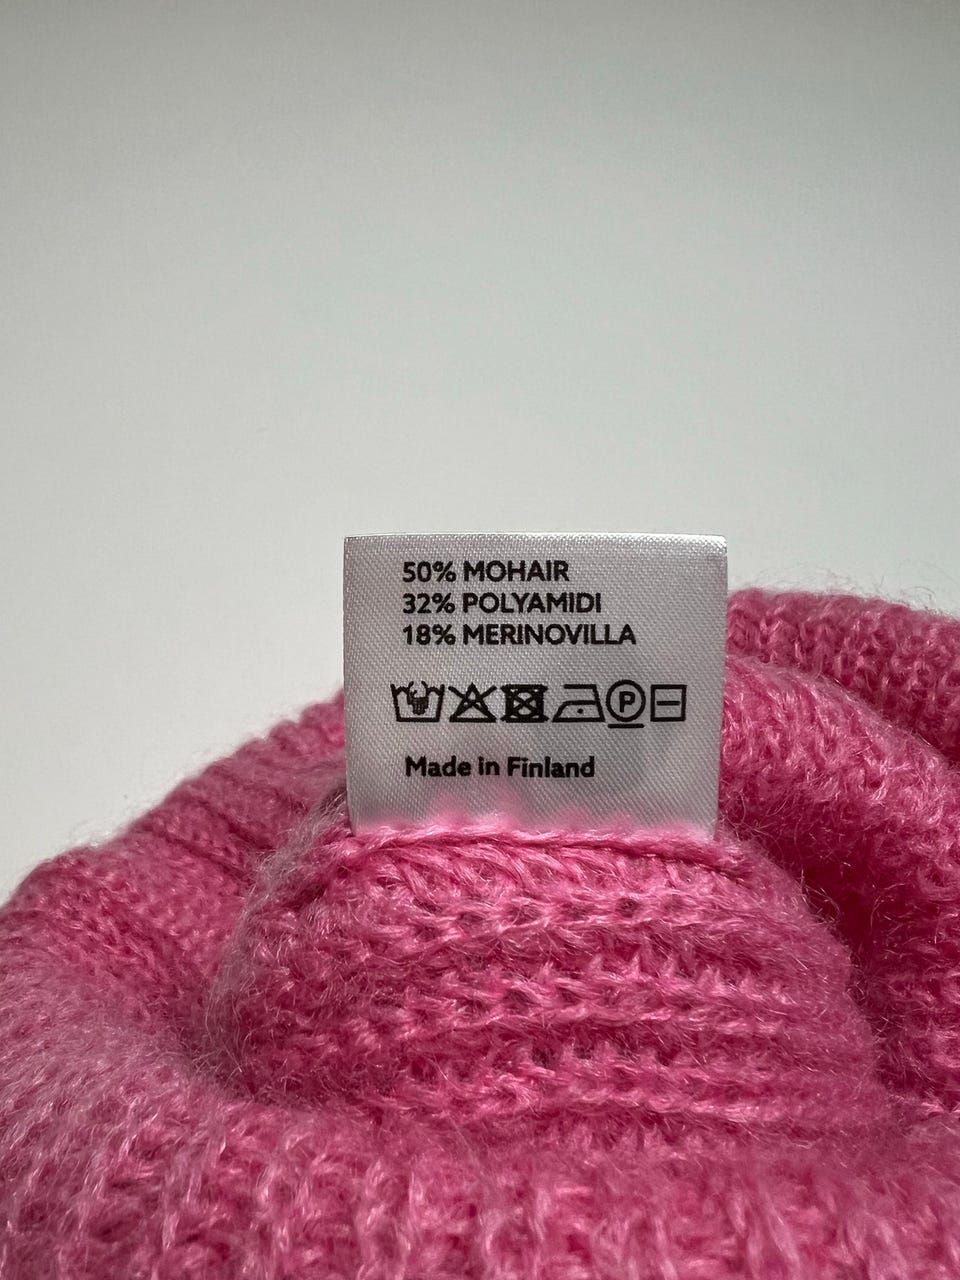 50% MOHAIR
32% POLYAMIDI
18% MERINOVILLA
P
Made in Finland